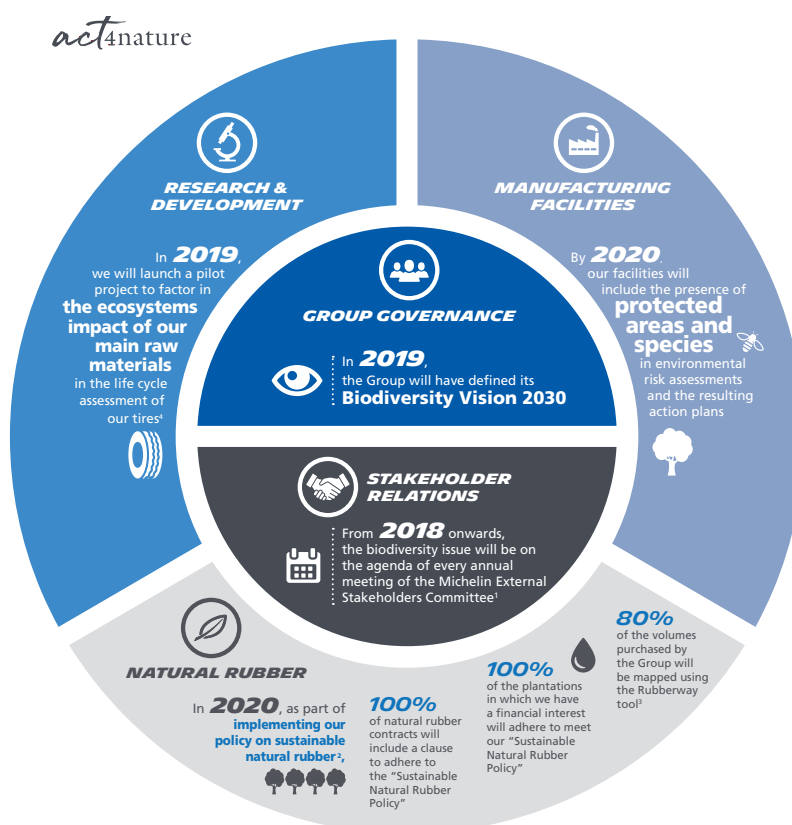 act4nature
RESEARCH &
DEVELOPMENT
In 2019,
we will launch a pilot
project to factor in
the ecosystems
impact of our
main raw
materials
in the life cycle
assessment of
our tires⁴
MANUFACTURING
FACILITIES
By 2020,
our facilities will
include the presence of
protected
areas and
species
in environmental
risk assessments
and the resulting
action plans
GROUP GOVERNANCE
In 2019,
the Group will have defined its
Biodiversity Vision 2030
STAKEHOLDER
RELATIONS
From 2018 onwards,
the biodiversity issue will be on
the agenda of every annual
meeting of the Michelin External
Stakeholders Committee¹
NATURAL RUBBER
In 2020, as part of
implementing our
policy on sustainable
natural rubber²,
100%
of natural rubber
contracts will
include a clause
to adhere to
the “Sustainable
Natural Rubber
Policy”
100%
of the plantations
in which we have
a financial interest
will adhere to meet
our “Sustainable
Natural Rubber
Policy”
80%
of the volumes
purchased by
the Group will
be mapped using
the Rubberway
tool³